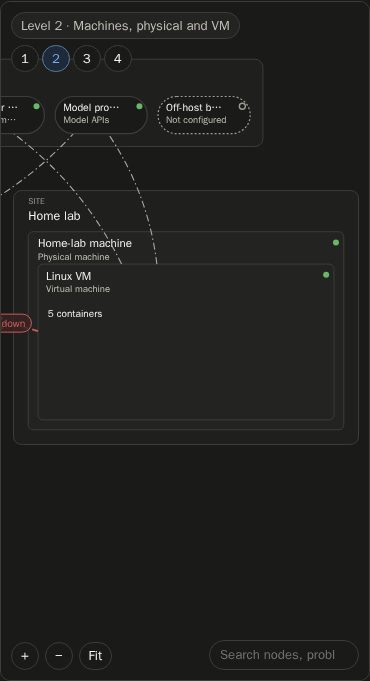 Level 2 · Machines, physical and VM
1 2 3 4
r ··· Model pro··· Off-host b···
m··· Model APIs Not configured
SITE
Home lab
Home-lab machine
Physical machine
Linux VM
Virtual machine
5 containers
down
+ − Fit Search nodes, probl